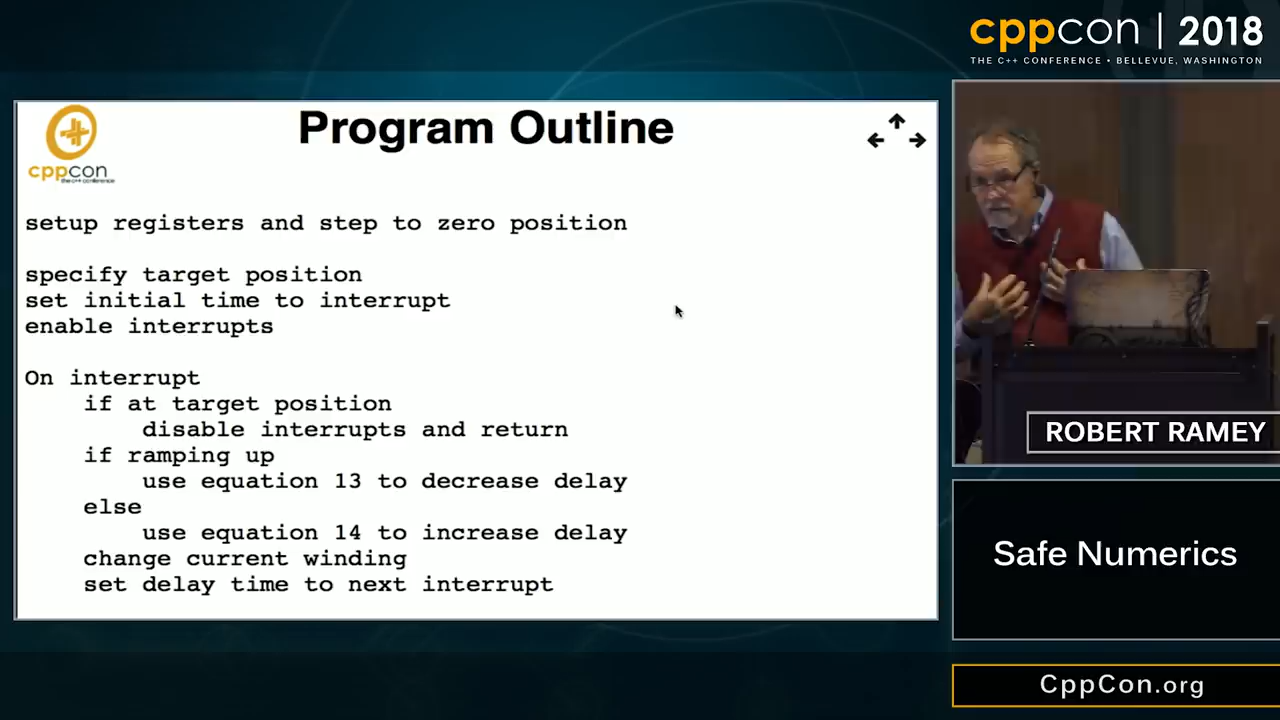 cppcon | 2018
THE C++ CONFERENCE • BELLEVUE, WASHINGTON
Program Outline
cppcon
the c++ conference
setup registers and step to zero position
specify target position
set initial time to interrupt
enable interrupts
On interrupt
if at target position
disable interrupts and return
if ramping up
use equation 13 to decrease delay
else
use equation 14 to increase delay
change current winding
set delay time to next interrupt
ROBERT RAMEY
Safe Numerics
CppCon.org